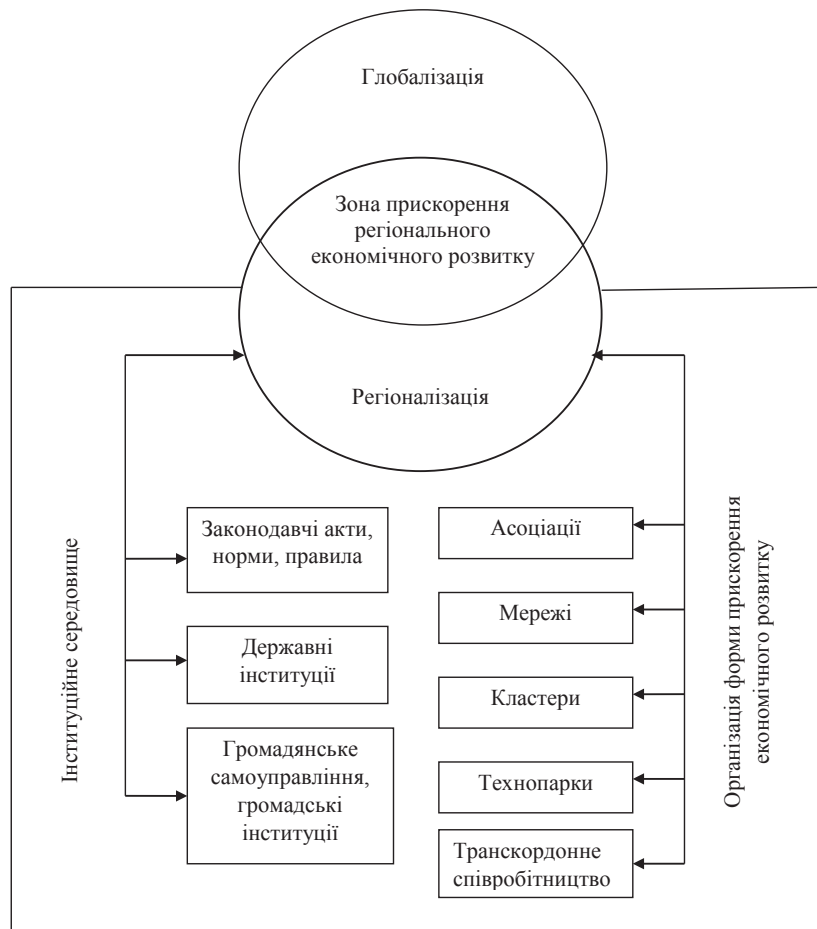 Глобалізація
Зона прискорення
регіонального
економічного розвитку
Регіоналізація
Інституційне середовище
Законодавчі акти,
норми, правила
Державні
інституції
Громадянське
самоуправління,
громадські
інституції
Асоціації
Мережі
Кластери
Технопарки
Транскордонне
співробітництво
Організація форми прискорення
економічного розвитку